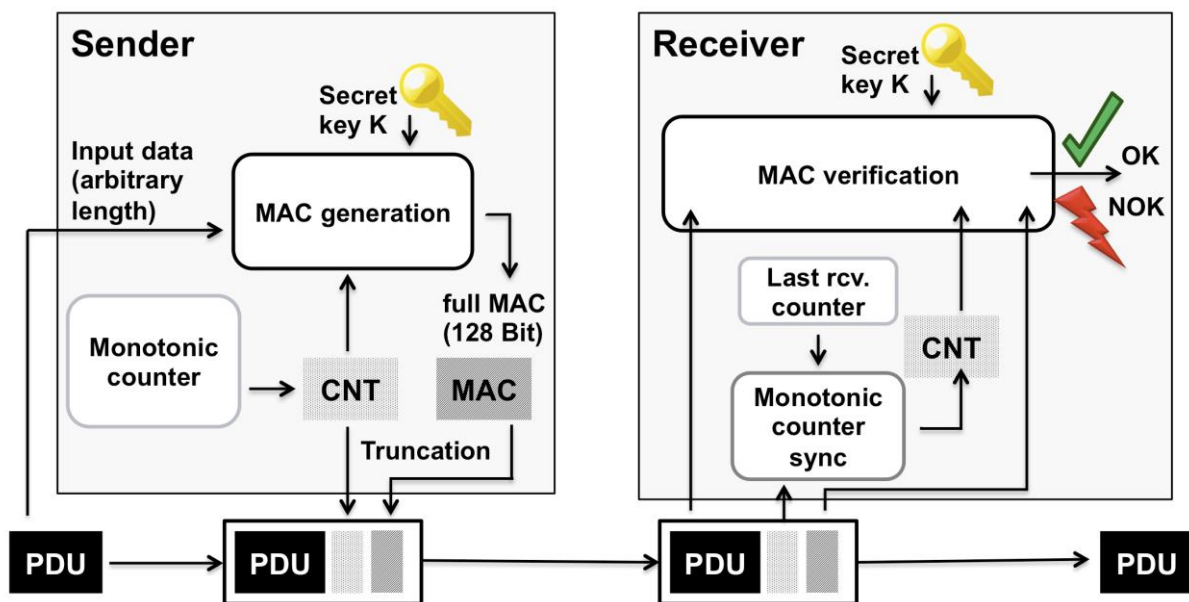 Sender
Secret
key K
Input data
(arbitrary
length)
MAC generation
full MAC
(128 Bit)
Monotonic
counter
CNT
MAC
Truncation
PDU
PDU
Receiver
Secret
key K
MAC verification
OK
NOK
Last rcv.
counter
CNT
Monotonic
counter
sync
PDU
PDU